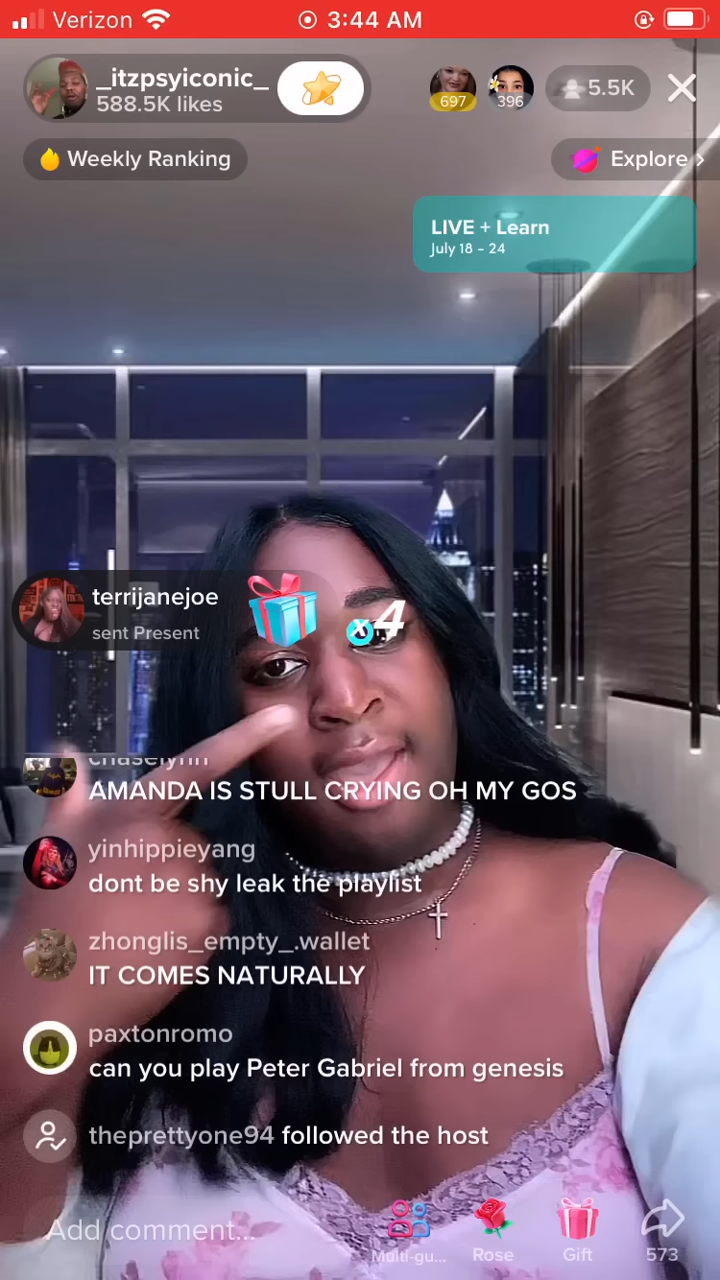 Verizon
3:44 AM
_itzpsyiconic_
588.5K likes
697
396
5.5K
Weekly Ranking
Explore
LIVE + Learn
July 18 - 24
terrijanejoe
sent Present
x4
chaselynn
AMANDA IS STULL CRYING OH MY GOS
yinhippieyang
dont be shy leak the playlist
zhonglis_empty_.wallet
IT COMES NATURALLY
paxtonromo
can you play Peter Gabriel from genesis
theprettyone94 followed the host
Add comment...
Multi-gu...
Rose
Gift
573